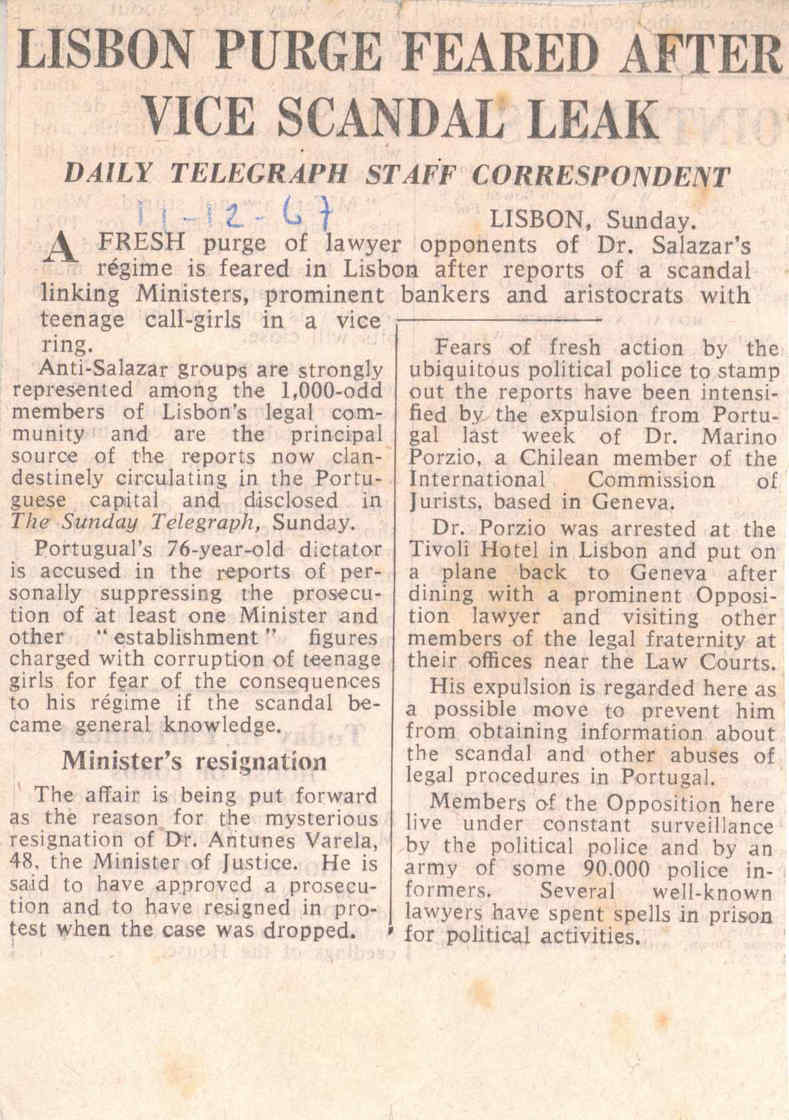 LISBON PURGE FEARED AFTER
VICE SCANDAL LEAK
DAILY TELEGRAPH STAFF CORRESPONDENT
11-12-67
LISBON, Sunday.
A FRESH purge of lawyer opponents of Dr. Salazar's
régime is feared in Lisbon after reports of a scandal
linking Ministers, prominent bankers and aristocrats with
teenage call-girls in a vice
ring.
Anti-Salazar groups are strongly
represented among the 1,000-odd
members of Lisbon's legal com-
munity and are the principal
source of the reports now clan-
destinely circulating in the Portu-
guese capital and disclosed in
The Sunday Telegraph, Sunday.
Portugual's 76-year-old dictator
is accused in the reports of per-
sonally suppressing the prosecu-
tion of at least one Minister and
other "establishment" figures
charged with corruption of teenage
girls for fear of the consequences
to his régime if the scandal be-
came general knowledge.
Minister's resignation
The affair is being put forward
as the reason for the mysterious
resignation of Dr. Antunes Varela,
48, the Minister of Justice. He is
said to have approved a prosecu-
tion and to have resigned in pro-
test when the case was dropped.
Fears of fresh action by the
ubiquitous political police to stamp
out the reports have been intensi-
fied by the expulsion from Portu-
gal last week of Dr. Marino
Porzio, a Chilean member of the
International Commission of
Jurists, based in Geneva.
Dr. Porzio was arrested at the
Tivoli Hotel in Lisbon and put on
a plane back to Geneva after
dining with a prominent Opposi-
tion lawyer and visiting other
members of the legal fraternity at
their offices near the Law Courts.
His expulsion is regarded here as
a possible move to prevent him
from obtaining information about
the scandal and other abuses of
legal procedures in Portugal.
Members of the Opposition here
live under constant surveillance
by the political police and by an
army of some 90.000 police in-
formers. Several well-known
lawyers have spent spells in prison
for political activities.